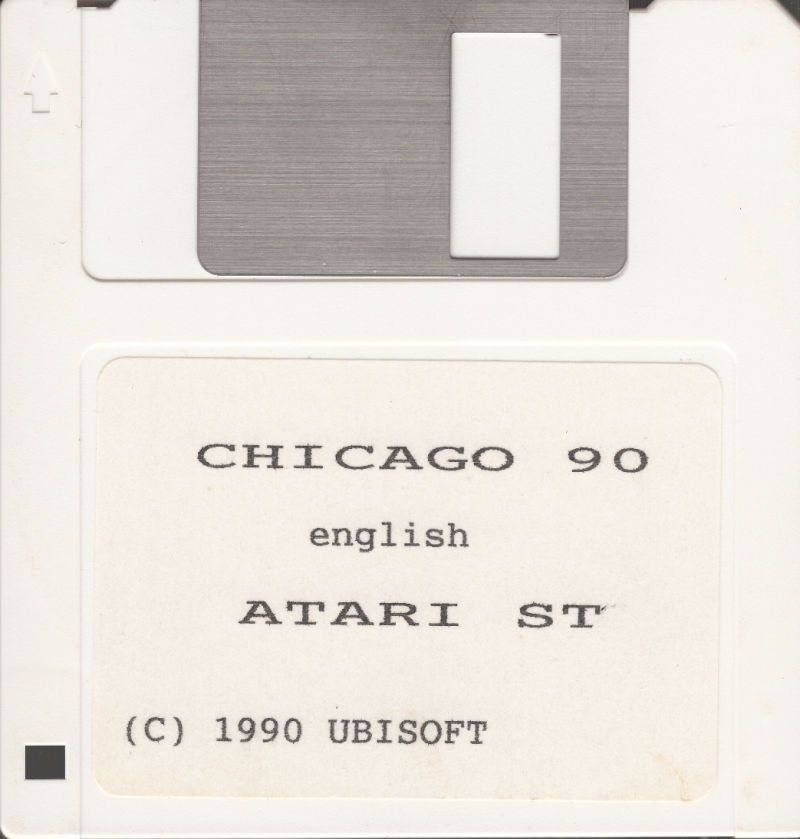 CHICAGO 90
english
ATARI ST
(C) 1990 UBISOFT